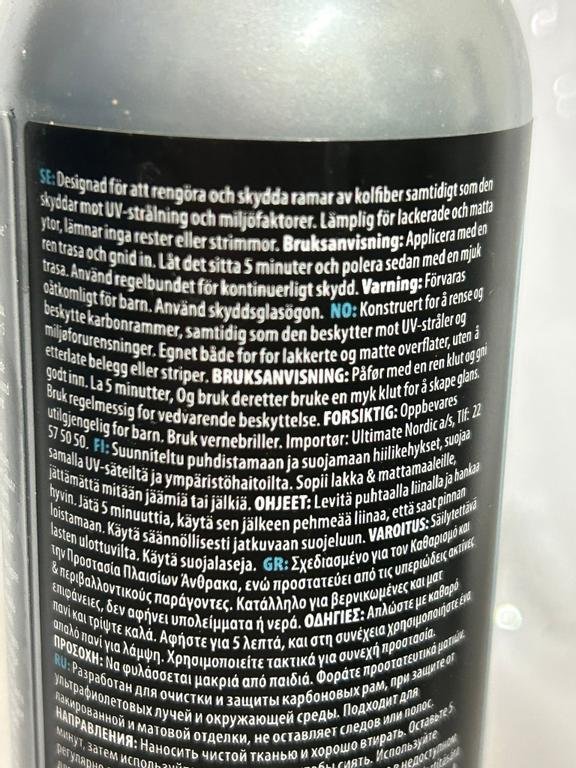 SE: Designad för att rengöra och skydda ramar av kolfiber samtidigt som den
skyddar mot UV-strålning och miljöfaktorer. Lämplig för lackerade och matta
ytor, lämnar inga rester eller strimmor. Bruksanvisning: Applicera med en
ren trasa och gnid in. Låt det sitta 5 minuter och polera sedan med en mjuk
trasa. Använd regelbundet för kontinuerligt skydd. Varning: Förvaras
oåtkomligt för barn. Använd skyddsglasögon. NO: Konstruert for å rense og
beskytte karbonrammer, samtidig som den beskytter mot UV-stråler og
miljøforurensninger. Egnet både for for lakkerte og matte overflater, uten å
etterlate belegg eller striper. BRUKSANVISNING: Påfør med en ren klut og gni
godt inn. La 5 minutter, Og bruk deretter bruke en myk klut for å skape glans.
Bruk regelmessig for vedvarende beskyttelse. FORSIKTIG: Oppbevares
utilgjengelig for barn. Bruk vernebriller. Importør: Ultimate Nordic a/s, Tlf: 22
57 50 50. FI: Suunniteltu puhdistamaan ja suojamaan hiilikehykset, suojaa
samalla UV-säteiltä ja ympäristöhaitoilta. Sopii lakka & mattamaaleille,
jättämättä mitään jäämiä tai jälkiä. OHJEET: Levitä puhtaalla liinalla ja hankaa
hyvin. Jätä 5 minuuttia, käytä sen jälkeen pehmeää liinaa, että saat pinnan
loistamaan. Käytä säännöllisesti jatkuvaan suojeluun. VAROITUS: Säilytettävä
lasten ulottuvilta. Käytä suojalaseja. GR: Σχεδιασμένο για τον Καθαρισμό και
την Προστασία Πλαισίων Άνθρακα, ενώ προστατεύει από τις υπεριώδεις ακτίνες
& περιβαλλοντικούς παράγοντες. Κατάλληλο για βερνικωμένες και ματ
επιφάνειες, δεν αφήνει υπολείμματα ή νερά. ΟΔΗΓΙΕΣ: Απλώστε με καθαρό
πανί και τρίψτε καλά. Αφήστε για 5 λεπτά, και στη συνέχεια χρησιμοποιήστε ένα
απαλό πανί για λάμψη. Χρησιμοποιείτε τακτικά για συνεχή προστασία.
ΠΡΟΣΟΧΗ: Να φυλάσσεται μακριά από παιδιά. Φοράτε προστατευτικά ματιών.
RU: Разработан для очистки и защиты карбоновых рам, при защите от
ультрафиолетовых лучей и окружающей среды. Подходит для
лакированной и матовой отделки, не оставляет следов или полос.
НАПРАВЛЕНИЯ: Наносить чистой тканью и хорошо втирать. Оставьте 5
минут, затем используйте сиять. Используйте
регулярно в недоступном